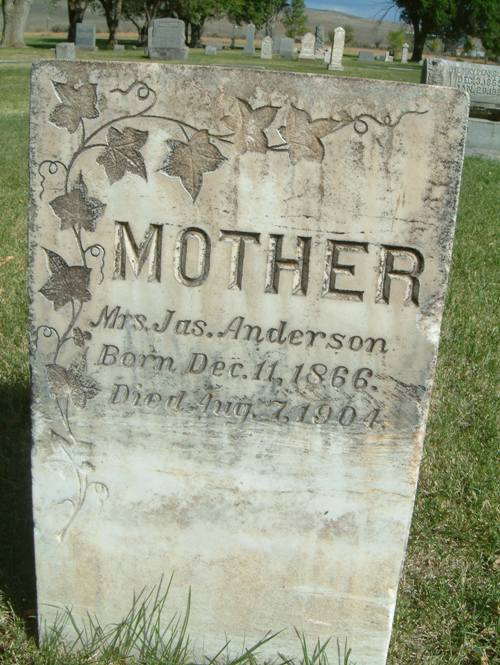 MOTHER
Mrs. Jas. Anderson
Born Dec. 11, 1866.
Died Aug. 7, 1904.